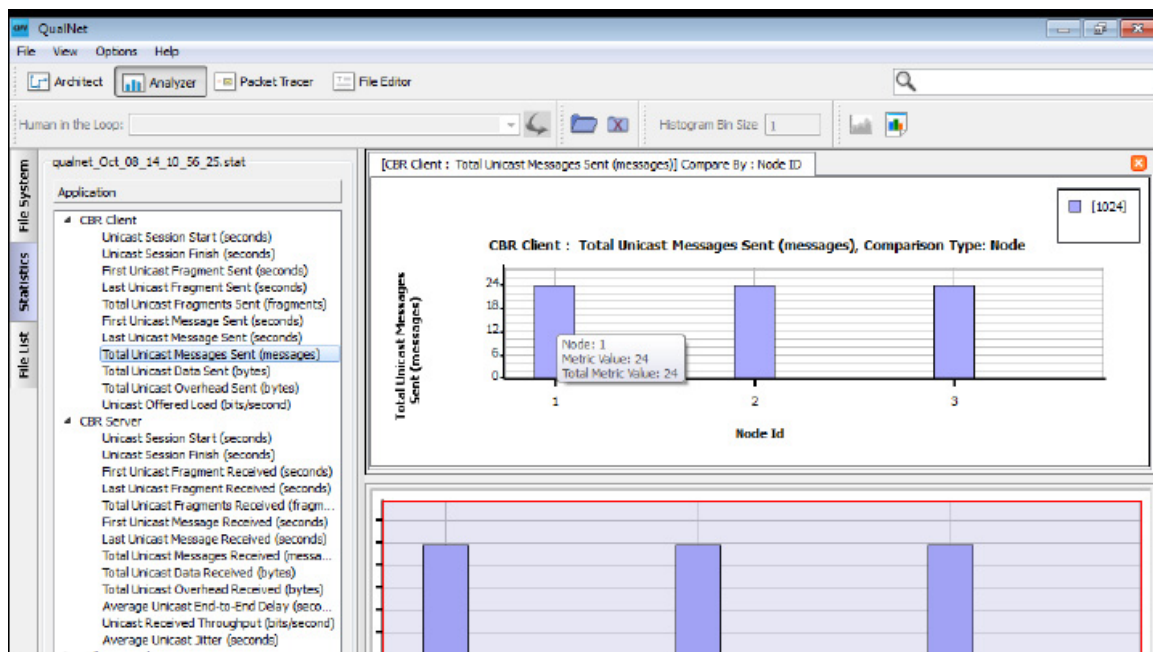 QualNet
File View Options Help
Architect Analyzer Packet Tracer File Editor
Human in the Loop: Histogram Bin Size 1
File System
Statistics
File List
qualnet_Oct_08_14_10_56_25.stat
Application
CBR Client
Unicast Session Start (seconds)
Unicast Session Finish (seconds)
First Unicast Fragment Sent (seconds)
Last Unicast Fragment Sent (seconds)
Total Unicast Fragments Sent (fragments)
First Unicast Message Sent (seconds)
Last Unicast Message Sent (seconds)
Total Unicast Messages Sent (messages)
Total Unicast Data Sent (bytes)
Total Unicast Overhead Sent (bytes)
Unicast Offered Load (bits/second)
CBR Server
Unicast Session Start (seconds)
Unicast Session Finish (seconds)
First Unicast Fragment Received (seconds)
Last Unicast Fragment Received (seconds)
Total Unicast Fragments Received (fragm...
First Unicast Message Received (seconds)
Last Unicast Message Received (seconds)
Total Unicast Messages Received (messa...
Total Unicast Data Received (bytes)
Total Unicast Overhead Received (bytes)
Average Unicast End-to-End Delay (seco...
Unicast Received Throughput (bits/second)
Average Unicast Jitter (seconds)
[CBR Client : Total Unicast Messages Sent (messages)] Compare By : Node ID
[1024]
CBR Client : Total Unicast Messages Sent (messages), Comparison Type: Node
Total Unicast Messages
Sent (messages)
24
18
12
6
0
Node: 1
Metric Value: 24
Total Metric Value: 24
1 2 3
Node Id